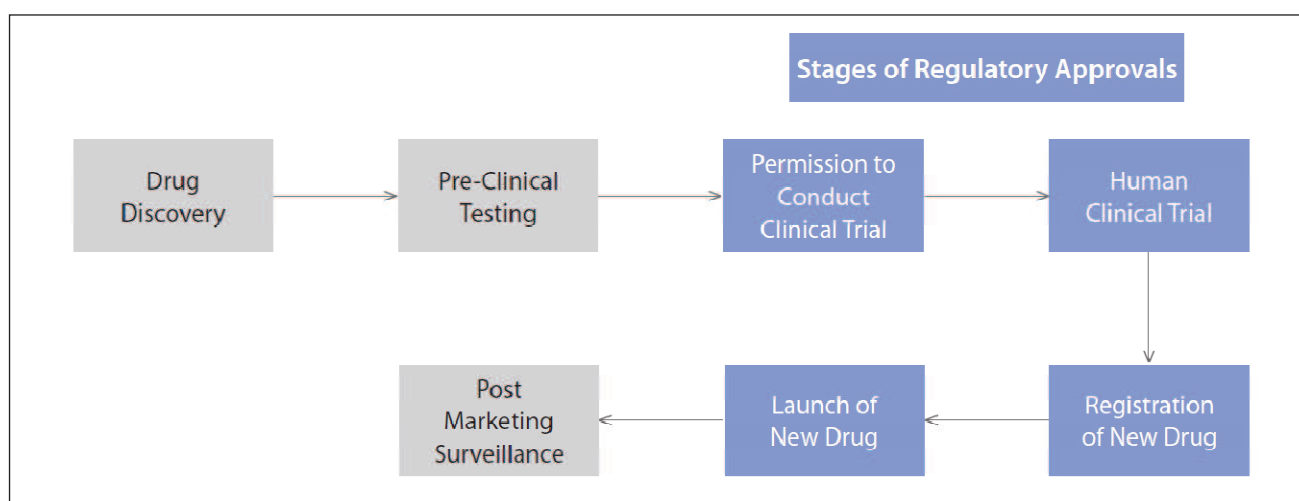 Stages of Regulatory Approvals
Drug
Discovery
Pre-Clinical
Testing
Permission to
Conduct
Clinical Trial
Human
Clinical Trial
Registration
of New Drug
Launch of
New Drug
Post
Marketing
Surveillance